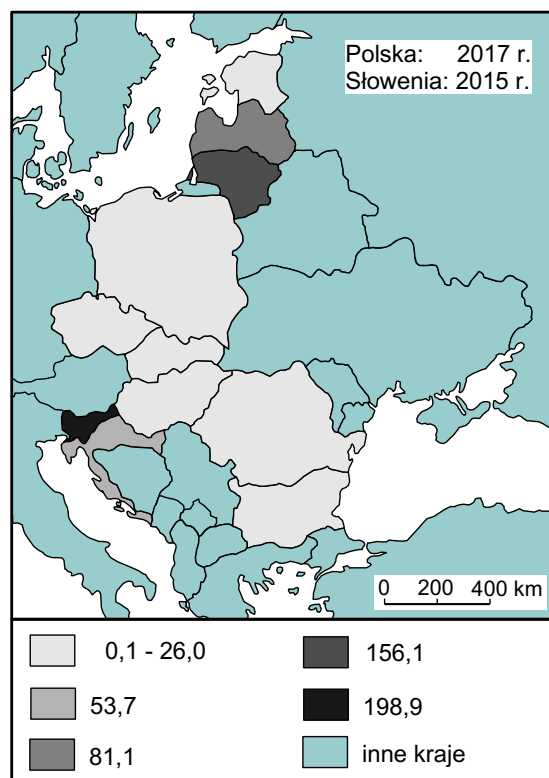 Polska: 2017 r.
Słowenia: 2015 r.
0 200 400 km
0,1 - 26,0
53,7
81,1
156,1
198,9
inne kraje